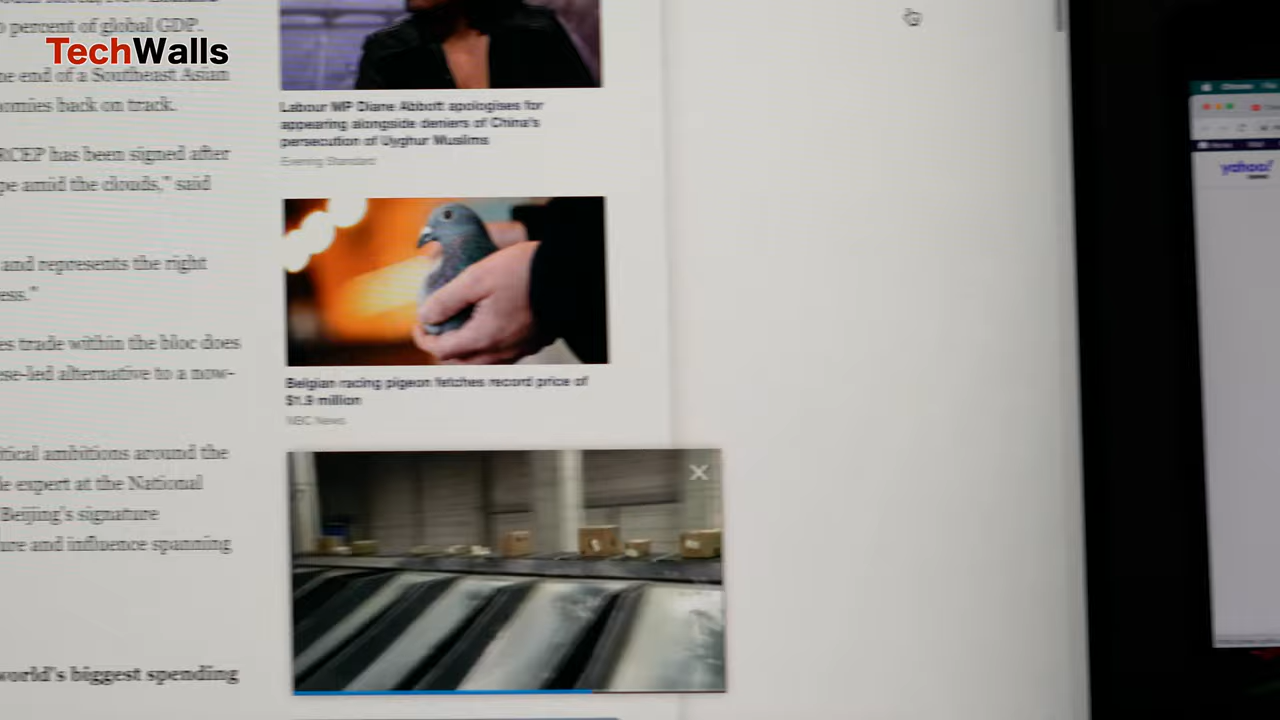 TechWalls
percent of global GDP.
ne end of a Southeast Asian
nomies back on track.
RCEP has been signed after
pe amid the clouds," said
and represents the right
ess."
es trade within the bloc does
ese-led alternative to a now-
itical ambitions around the
le expert at the National
Beijing's signature
ure and influence spanning
world's biggest spending
Labour MP Diane Abbott apologises for
appearing alongside deniers of China's
persecution of Uyghur Muslims
Evening Standard
Belgian racing pigeon fetches record price of
$1.9 million
NBC News
yahoo!